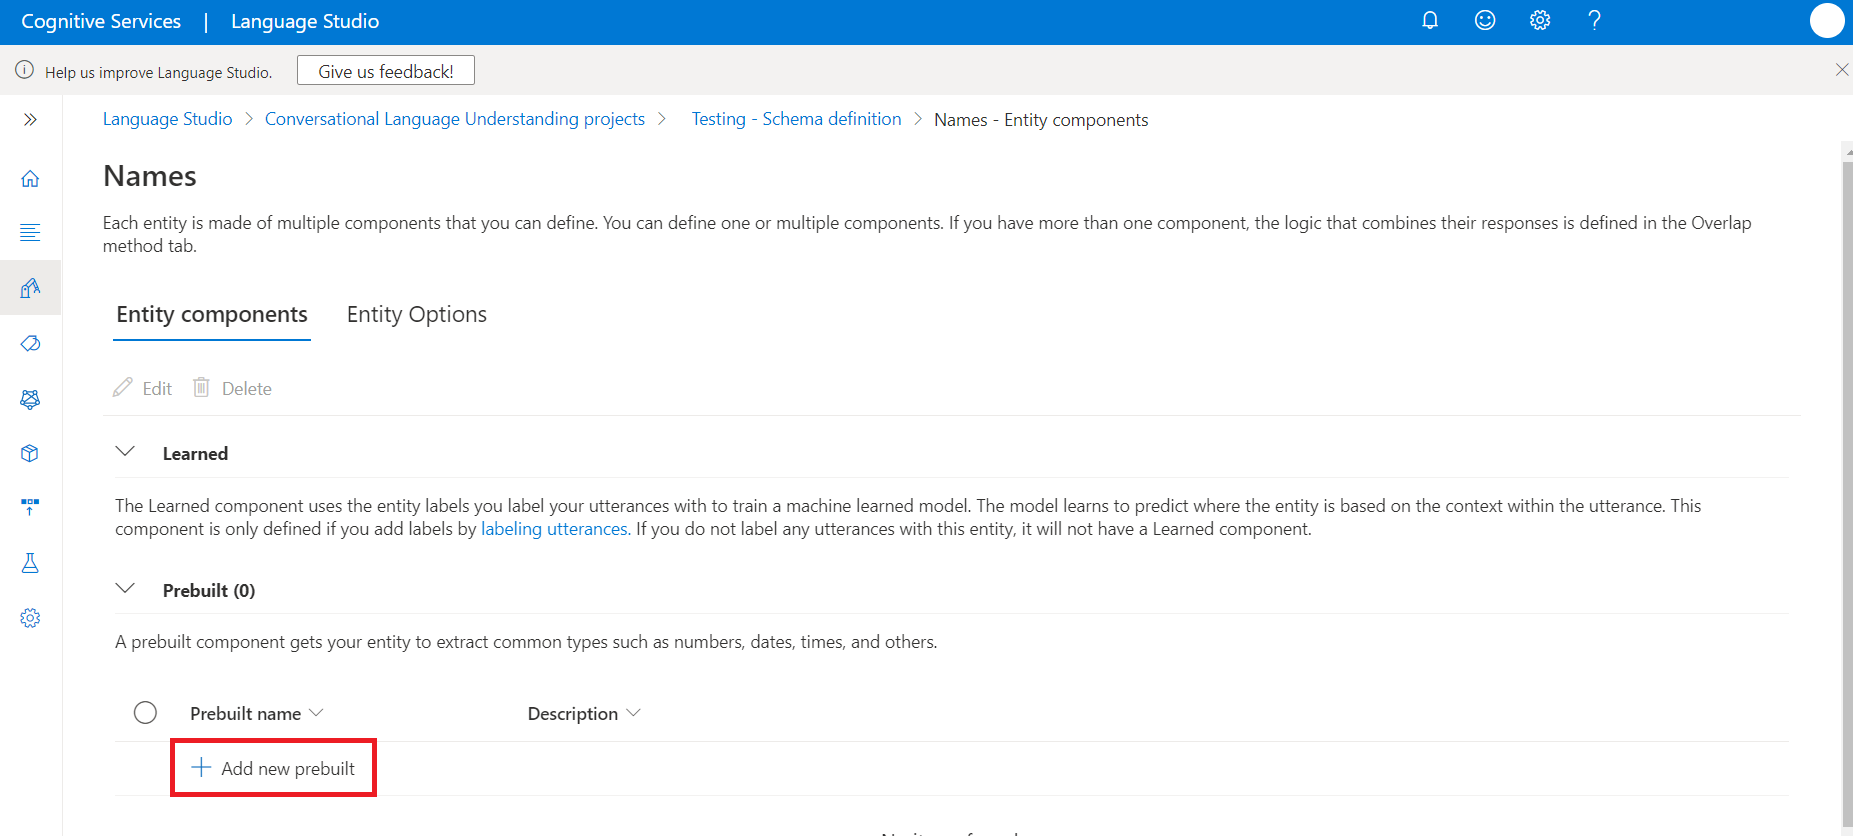 Cognitive Services | Language Studio
Help us improve Language Studio. Give us feedback!
Language Studio > Conversational Language Understanding projects > Testing - Schema definition > Names - Entity components
Names
Each entity is made of multiple components that you can define. You can define one or multiple components. If you have more than one component, the logic that combines their responses is defined in the Overlap
method tab.
Entity components Entity Options
Edit Delete
Learned
The Learned component uses the entity labels you label your utterances with to train a machine learned model. The model learns to predict where the entity is based on the context within the utterance. This
component is only defined if you add labels by labeling utterances. If you do not label any utterances with this entity, it will not have a Learned component.
Prebuilt (0)
A prebuilt component gets your entity to extract common types such as numbers, dates, times, and others.
Prebuilt name Description
+ Add new prebuilt